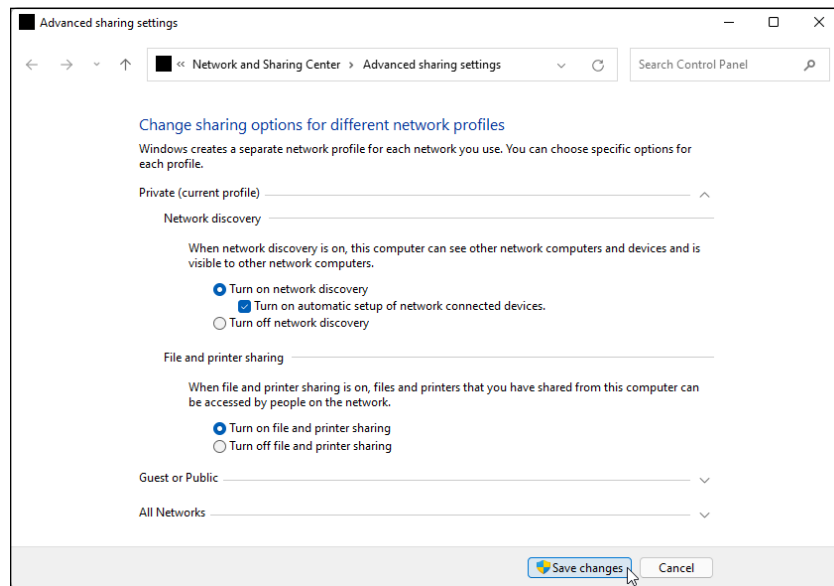 Advanced sharing settings
« Network and Sharing Center › Advanced sharing settings
Search Control Panel
Change sharing options for different network profiles
Windows creates a separate network profile for each network you use. You can choose specific options for
each profile.
Private (current profile)
Network discovery
When network discovery is on, this computer can see other network computers and devices and is
visible to other network computers.
Turn on network discovery
Turn on automatic setup of network connected devices.
Turn off network discovery
File and printer sharing
When file and printer sharing is on, files and printers that you have shared from this computer can
be accessed by people on the network.
Turn on file and printer sharing
Turn off file and printer sharing
Guest or Public
All Networks
Save changes
Cancel